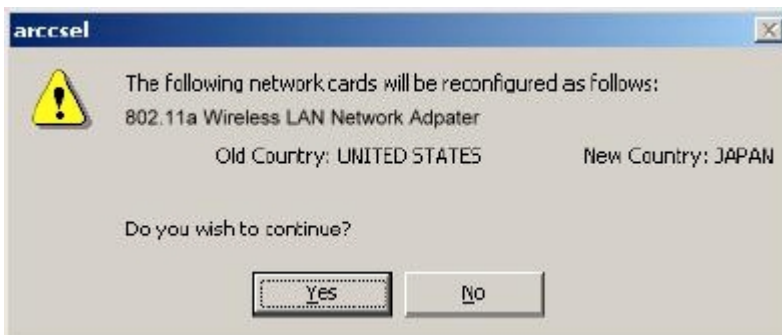 arccsel
The following network cards will be reconfigured as follows:
802.11a Wireless LAN Network Adpater
Old Country: UNITED STATES New Country: JAPAN
Do you wish to continue?
Yes No